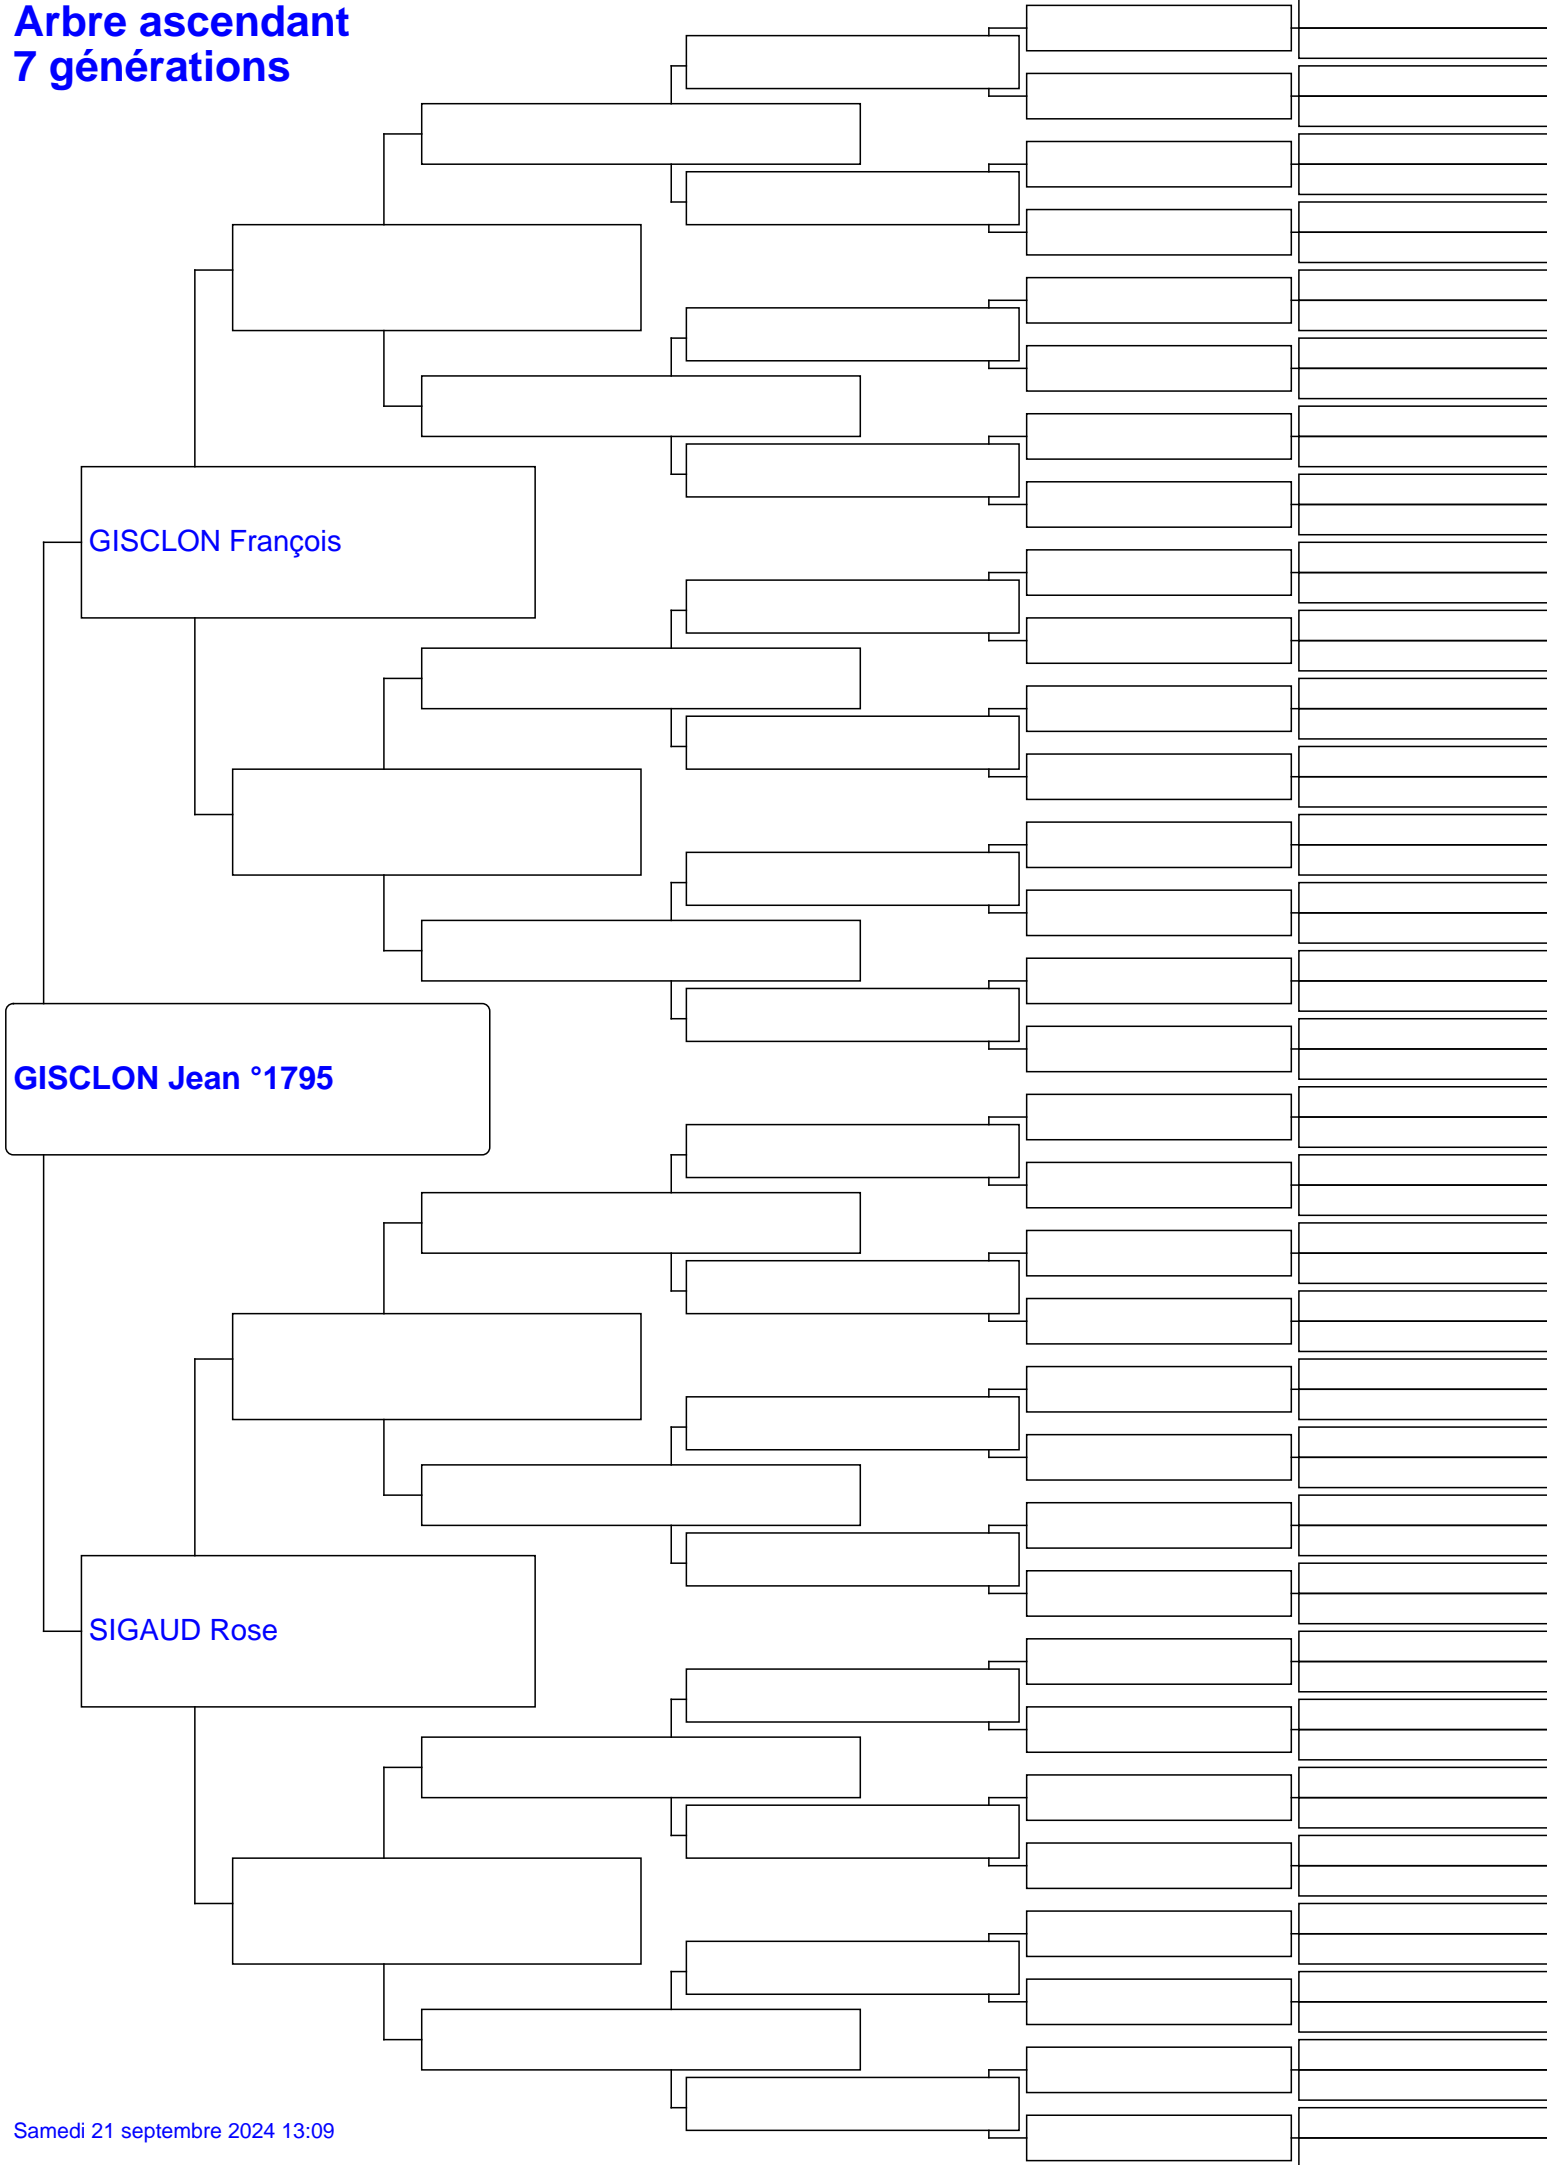 Arbre ascendant
7 générations
GISCLON François
GISCLON Jean °1795
SIGAUD Rose
Samedi 21 septembre 2024 13:09